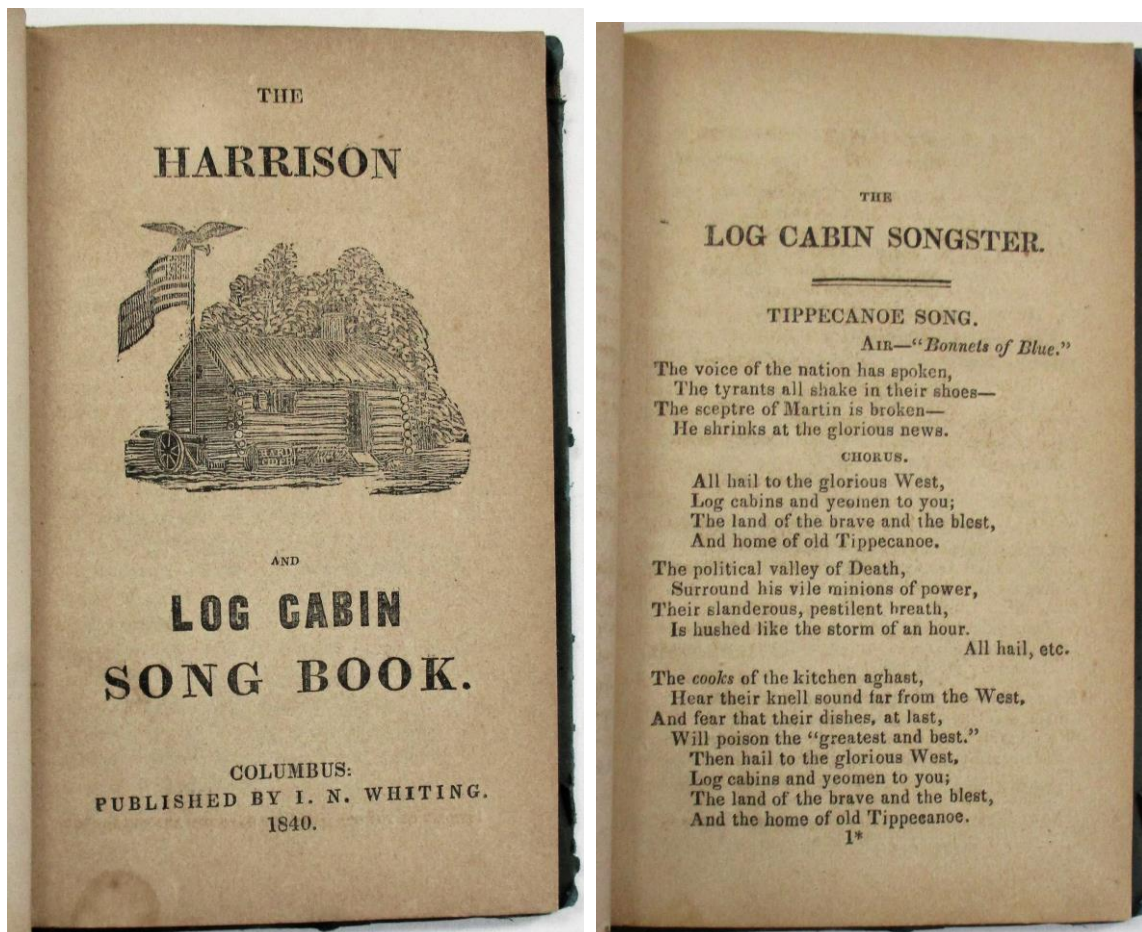 THE
HARRISON
HARD
CIDER
AND
LOG CABIN
SONG BOOK.
COLUMBUS:
PUBLISHED BY I. N. WHITING.
1840.
THE
LOG CABIN SONGSTER.
TIPPECANOE SONG.
AIR—“Bonnets of Blue.”
The voice of the nation has spoken,
The tyrants all shake in their shoes—
The sceptre of Martin is broken—
He shrinks at the glorious news.
CHORUS.
All hail to the glorious West,
Log cabins and yeomen to you;
The land of the brave and the blest,
And home of old Tippecanoe.
The political valley of Death,
Surround his vile minions of power,
Their slanderous, pestilent breath,
Is hushed like the storm of an hour.
All hail, etc.
The cooks of the kitchen aghast,
Hear their knell sound far from the West,
And fear that their dishes, at last,
Will poison the “greatest and best.”
Then hail to the glorious West,
Log cabins and yeomen to you;
The land of the brave and the blest,
And the home of old Tippecanoe.
1*